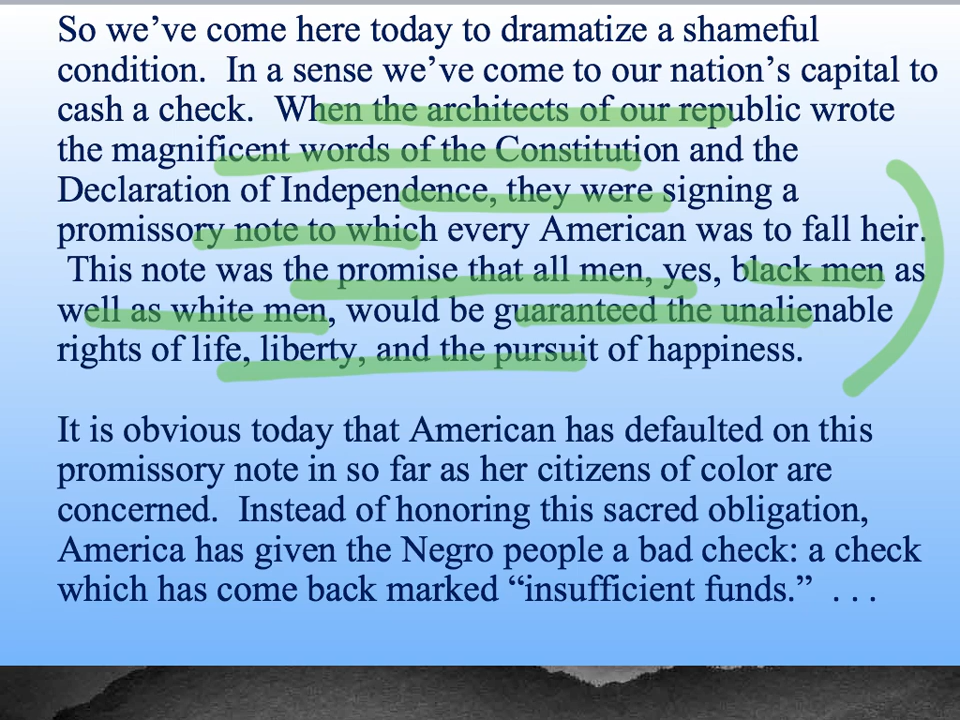 So we’ve come here today to dramatize a shameful
condition.  In a sense we’ve come to our nation’s capital to
cash a check.  When the architects of our republic wrote
the magnificent words of the Constitution and the
Declaration of Independence, they were signing a
promissory note to which every American was to fall heir.
This note was the promise that all men, yes, black men as
well as white men, would be guaranteed the unalienable
rights of life, liberty, and the pursuit of happiness.
It is obvious today that American has defaulted on this
promissory note in so far as her citizens of color are
concerned.  Instead of honoring this sacred obligation,
America has given the Negro people a bad check: a check
which has come back marked “insufficient funds.”  . . .